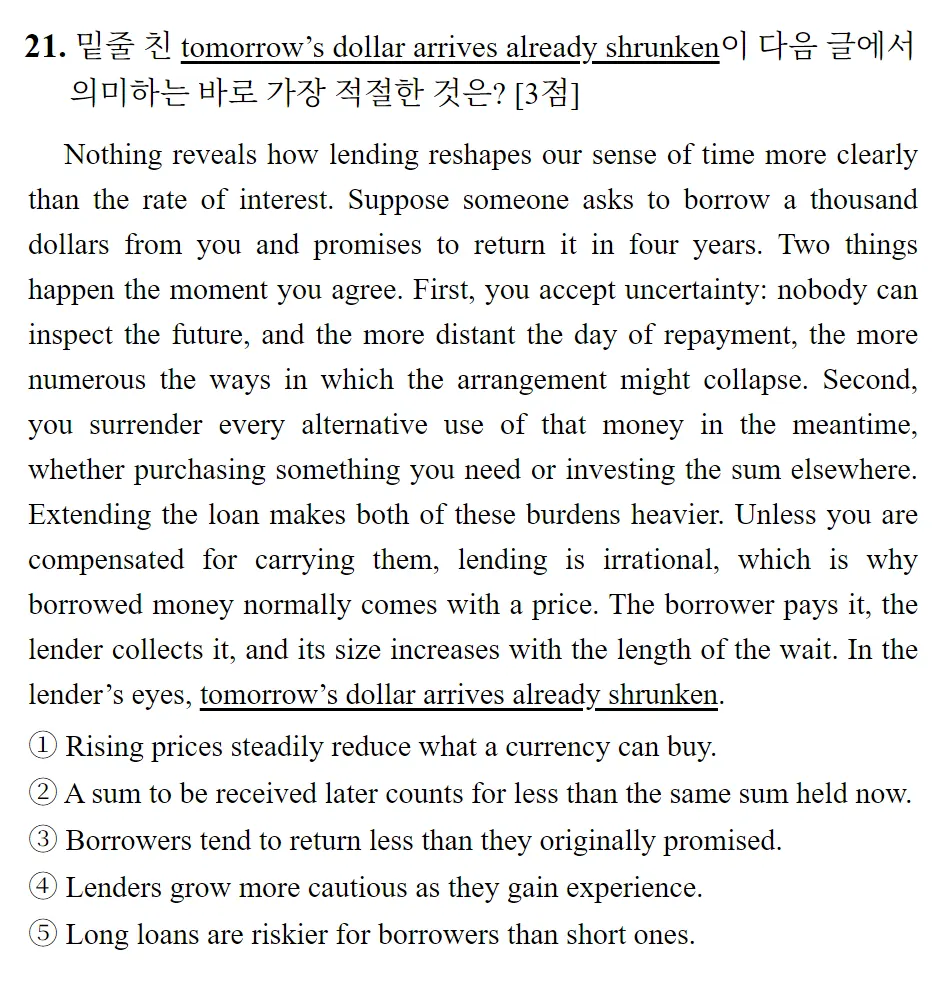 21. 밑줄 친 tomorrow’s dollar arrives already shrunken이 다음 글에서
의미하는 바로 가장 적절한 것은? [3점]
Nothing reveals how lending reshapes our sense of time more clearly
than the rate of interest. Suppose someone asks to borrow a thousand
dollars from you and promises to return it in four years. Two things
happen the moment you agree. First, you accept uncertainty: nobody can
inspect the future, and the more distant the day of repayment, the more
numerous the ways in which the arrangement might collapse. Second,
you surrender every alternative use of that money in the meantime,
whether purchasing something you need or investing the sum elsewhere.
Extending the loan makes both of these burdens heavier. Unless you are
compensated for carrying them, lending is irrational, which is why
borrowed money normally comes with a price. The borrower pays it, the
lender collects it, and its size increases with the length of the wait. In the
lender’s eyes, tomorrow’s dollar arrives already shrunken.
① Rising prices steadily reduce what a currency can buy.
② A sum to be received later counts for less than the same sum held now.
③ Borrowers tend to return less than they originally promised.
④ Lenders grow more cautious as they gain experience.
⑤ Long loans are riskier for borrowers than short ones.